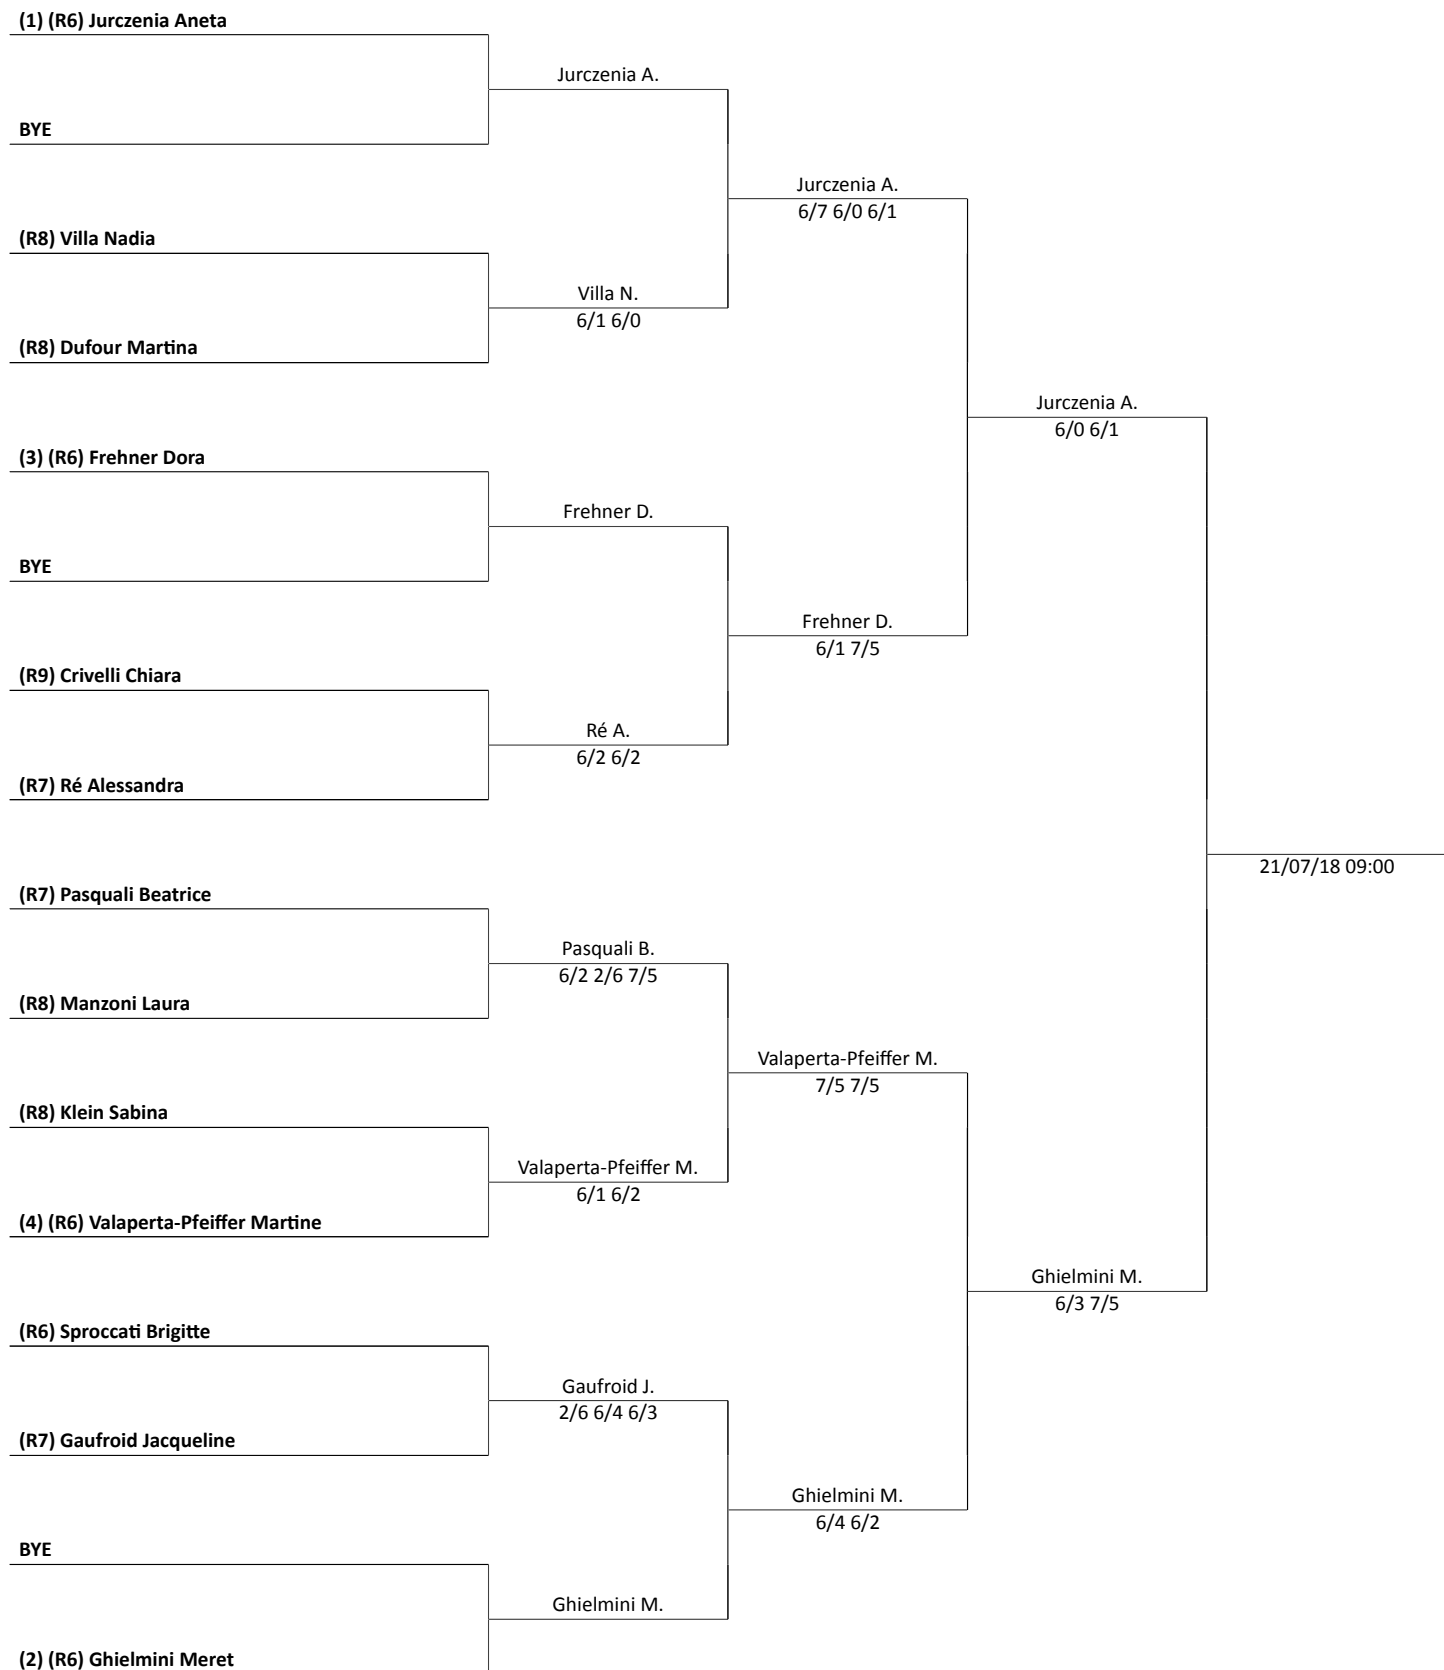 (1) (R6) Jurczenia Aneta
Jurczenia A.
BYE
Jurczenia A.
6/7 6/0 6/1
(R8) Villa Nadia
Villa N.
6/1 6/0
(R8) Dufour Martina
Jurczenia A.
6/0 6/1
(3) (R6) Frehner Dora
Frehner D.
BYE
Frehner D.
6/1 7/5
(R9) Crivelli Chiara
Ré A.
6/2 6/2
(R7) Ré Alessandra
21/07/18 09:00
(R7) Pasquali Beatrice
Pasquali B.
6/2 2/6 7/5
(R8) Manzoni Laura
Valaperta-Pfeiffer M.
7/5 7/5
(R8) Klein Sabina
Valaperta-Pfeiffer M.
6/1 6/2
(4) (R6) Valaperta-Pfeiffer Martine
Ghielmini M.
6/3 7/5
(R6) Sproccati Brigitte
Gaufroid J.
2/6 6/4 6/3
(R7) Gaufroid Jacqueline
Ghielmini M.
6/4 6/2
BYE
Ghielmini M.
(2) (R6) Ghielmini Meret